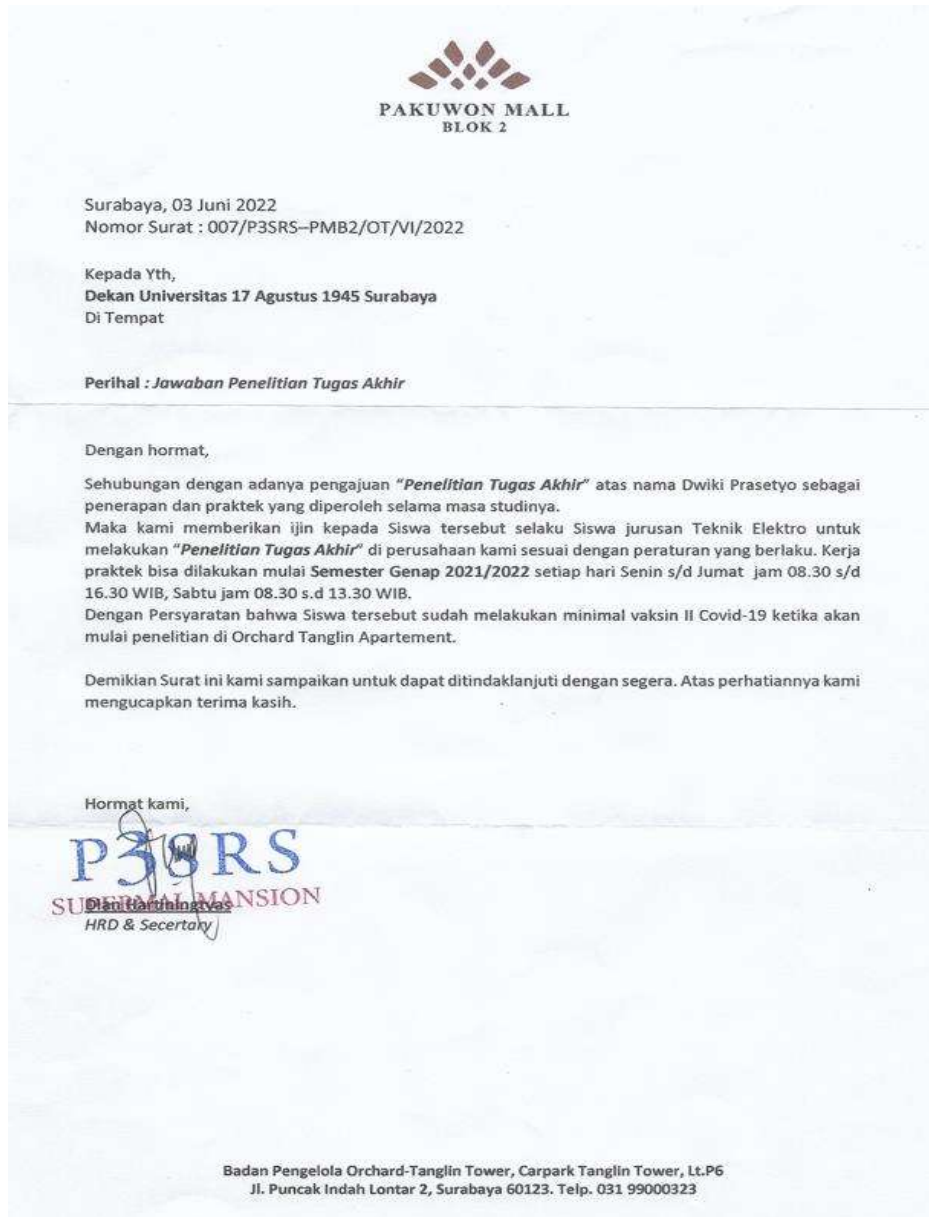 PAKUWON MALL
BLOK 2
Surabaya, 03 Juni 2022
Nomor Surat : 007/P3SRS–PMB2/OT/VI/2022
Kepada Yth,
Dekan Universitas 17 Agustus 1945 Surabaya
Di Tempat
Perihal : Jawaban Penelitian Tugas Akhir
Dengan hormat,
Sehubungan dengan adanya pengajuan "Penelitian Tugas Akhir" atas nama Dwiki Prasetyo sebagai
penerapan dan praktek yang diperoleh selama masa studinya.
Maka kami memberikan ijin kepada Siswa tersebut selaku Siswa jurusan Teknik Elektro untuk
melakukan "Penelitian Tugas Akhir" di perusahaan kami sesuai dengan peraturan yang berlaku. Kerja
praktek bisa dilakukan mulai Semester Genap 2021/2022 setiap hari Senin s/d Jumat jam 08.30 s/d
16.30 WIB, Sabtu jam 08.30 s.d 13.30 WIB.
Dengan Persyaratan bahwa Siswa tersebut sudah melakukan minimal vaksin II Covid-19 ketika akan
mulai penelitian di Orchard Tanglin Apartement.
Demikian Surat ini kami sampaikan untuk dapat ditindaklanjuti dengan segera. Atas perhatiannya kami
mengucapkan terima kasih.
Hormat kami,
P3SRS
SUPERMAL MANSION
Dian Hartiningtyas
HRD & Secertary
Badan Pengelola Orchard-Tanglin Tower, Carpark Tanglin Tower, Lt.P6
Jl. Puncak Indah Lontar 2, Surabaya 60123. Telp. 031 99000323